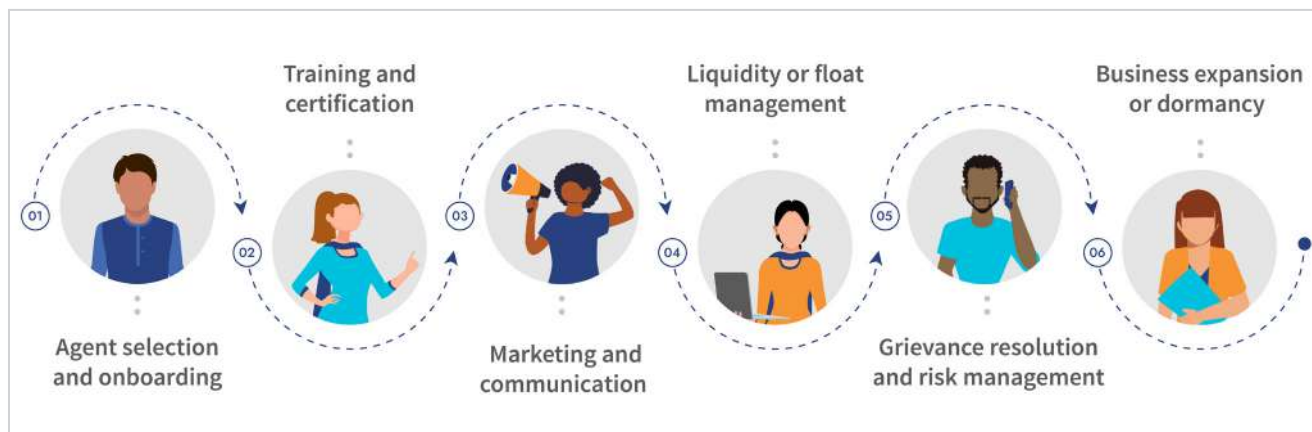 01
Agent selection
and onboarding
02
Training and
certification
03
Marketing and
communication
04
Liquidity or float
management
05
Grievance resolution
and risk management
06
Business expansion
or dormancy